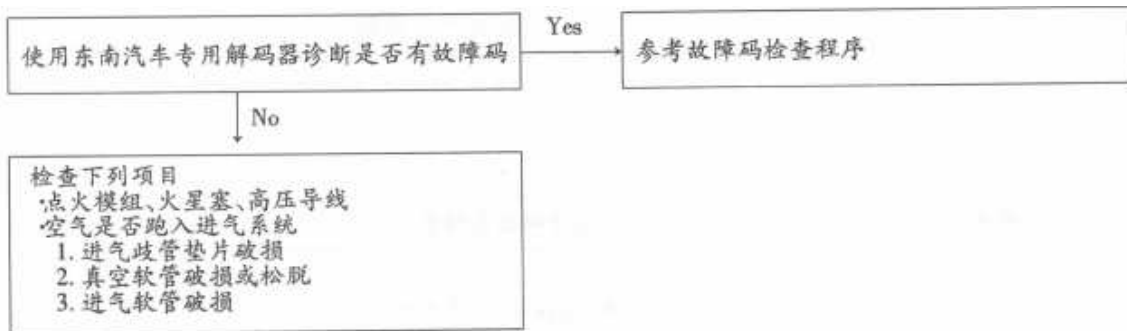 使用东南汽车专用解码器诊断是否有故障码
Yes
参考故障码检查程序
No
检查下列项目
·点火模组、火星塞、高压导线
·空气是否跑入进气系统
1. 进气歧管垫片破损
2. 真空软管破损或松脱
3. 进气软管破损